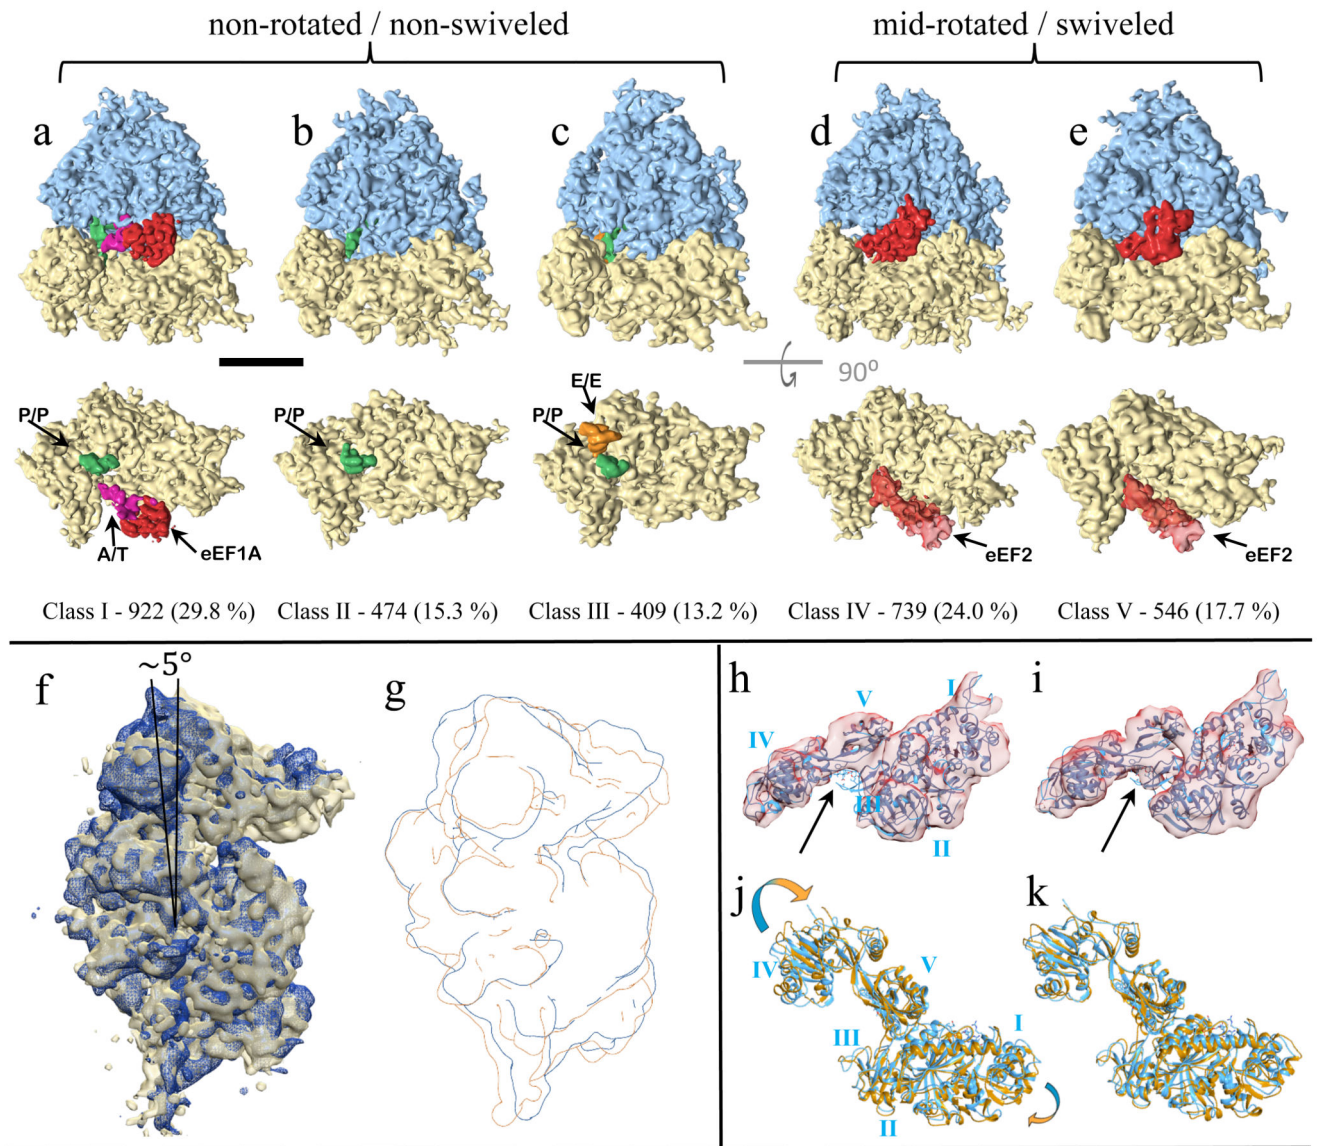 non-rotated / non-swiveled
mid-rotated / swiveled
a
b
c
d
e
90º
P/P
A/T
eEF1A
P/P
E/E
P/P
eEF2
eEF2
Class I - 922 (29.8 %)
Class II - 474 (15.3 %)
Class III - 409 (13.2 %)
Class IV - 739 (24.0 %)
Class V - 546 (17.7 %)
f
~5°
g
h
IV
V
I
III
II
i
j
IV
V
III
I
II
k